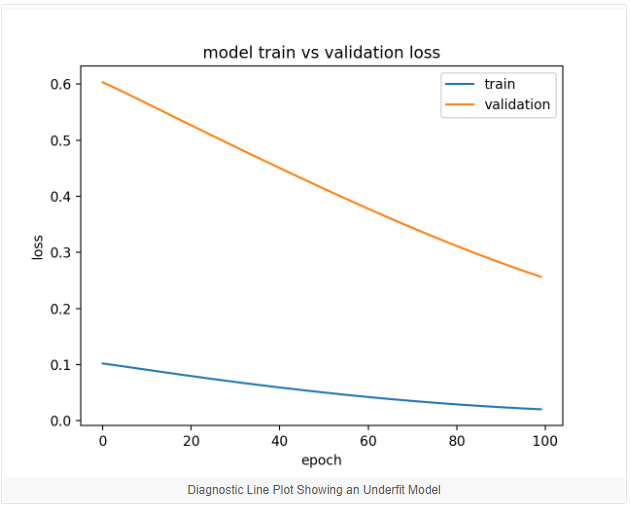 model train vs validation loss
train
validation
0.6
0.5
0.4
0.3
0.2
0.1
0.0
loss
0 20 40 60 80 100
epoch
Diagnostic Line Plot Showing an Underfit Model